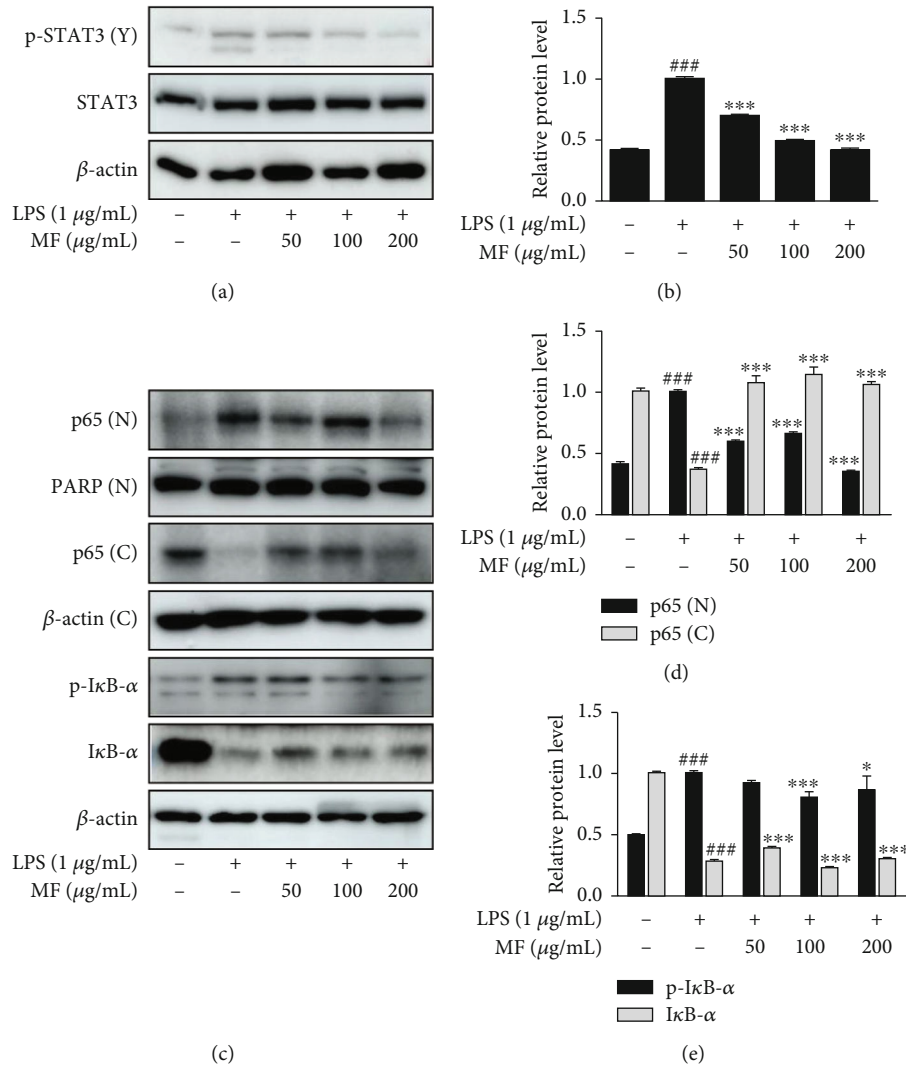 p-STAT3 (Y)
STAT3
β-actin
LPS (1 μg/mL) – + + + +
MF (μg/mL) – – 50 100 200
(a)
Relative protein level
1.5
1.0
0.5
0.0
###
***
***
***
LPS (1 μg/mL) – + + + +
MF (μg/mL) – – 50 100 200
(b)
p65 (N)
PARP (N)
p65 (C)
β-actin (C)
p-IκB-α
IκB-α
β-actin
LPS (1 μg/mL) – + + + +
MF (μg/mL) – – 50 100 200
(c)
Relative protein level
1.5
1.0
0.5
0.0
###
###
***
***
***
***
***
***
LPS (1 μg/mL) – + + + +
MF (μg/mL) – – 50 100 200
p65 (N)
p65 (C)
(d)
Relative protein level
1.5
1.0
0.5
0.0
###
###
***
***
***
*
***
LPS (1 μg/mL) – + + + +
MF (μg/mL) – – 50 100 200
p-IκB-α
IκB-α
(e)